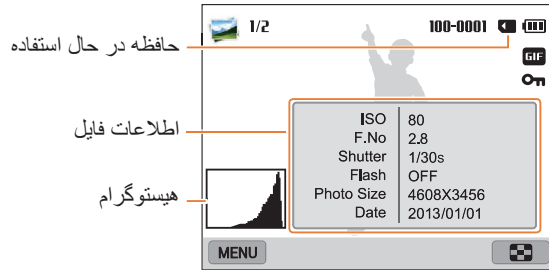 1/2 100-0001
حافظه در حال استفاده
GIF
اطلاعات فایل
ISO 80
F.No 2.8
Shutter 1/30s
Flash OFF
Photo Size 4608X3456
Date 2013/01/01
هیستوگرام
MENU